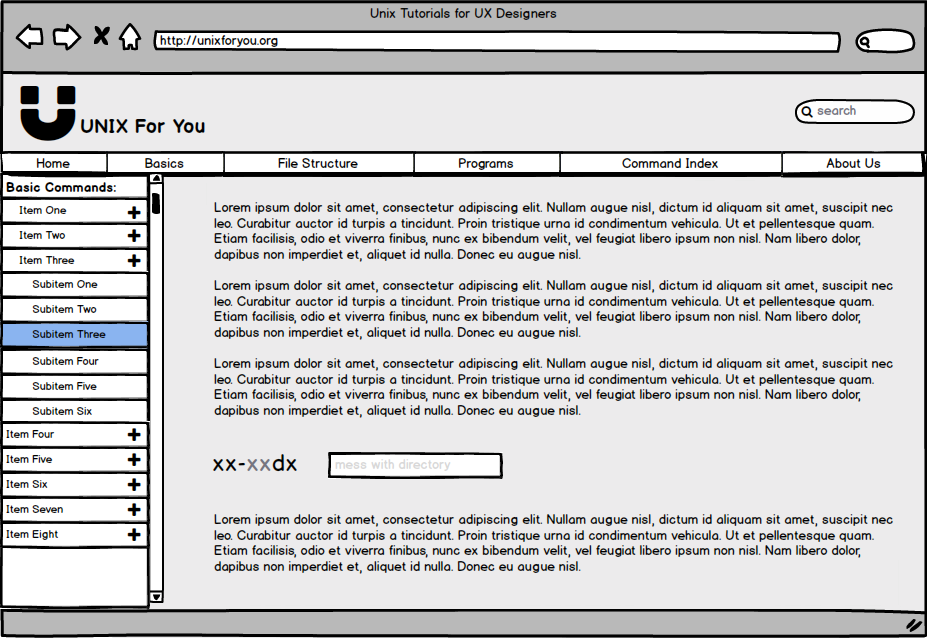 Unix Tutorials for UX Designers
http://unixforyou.org
UNIX For You
search
Home Basics File Structure Programs Command Index About Us
Basic Commands:
Item One
Item Two
Item Three
Subitem One
Subitem Two
Subitem Three
Subitem Four
Subitem Five
Subitem Six
Item Four
Item Five
Item Six
Item Seven
Item Eight
Lorem ipsum dolor sit amet, consectetur adipiscing elit. Nullam augue nisl, dictum id aliquam sit amet, suscipit nec
leo. Curabitur auctor id turpis a tincidunt. Proin tristique urna id condimentum vehicula. Ut et pellentesque quam.
Etiam facilisis, odio et viverra finibus, nunc ex bibendum velit, vel feugiat libero ipsum non nisl. Nam libero dolor,
dapibus non imperdiet et, aliquet id nulla. Donec eu augue nisl.
Lorem ipsum dolor sit amet, consectetur adipiscing elit. Nullam augue nisl, dictum id aliquam sit amet, suscipit nec
leo. Curabitur auctor id turpis a tincidunt. Proin tristique urna id condimentum vehicula. Ut et pellentesque quam.
Etiam facilisis, odio et viverra finibus, nunc ex bibendum velit, vel feugiat libero ipsum non nisl. Nam libero dolor,
dapibus non imperdiet et, aliquet id nulla. Donec eu augue nisl.
Lorem ipsum dolor sit amet, consectetur adipiscing elit. Nullam augue nisl, dictum id aliquam sit amet, suscipit nec
leo. Curabitur auctor id turpis a tincidunt. Proin tristique urna id condimentum vehicula. Ut et pellentesque quam.
Etiam facilisis, odio et viverra finibus, nunc ex bibendum velit, vel feugiat libero ipsum non nisl. Nam libero dolor,
dapibus non imperdiet et, aliquet id nulla. Donec eu augue nisl.
xx-xxdx mess with directory
Lorem ipsum dolor sit amet, consectetur adipiscing elit. Nullam augue nisl, dictum id aliquam sit amet, suscipit nec
leo. Curabitur auctor id turpis a tincidunt. Proin tristique urna id condimentum vehicula. Ut et pellentesque quam.
Etiam facilisis, odio et viverra finibus, nunc ex bibendum velit, vel feugiat libero ipsum non nisl. Nam libero dolor,
dapibus non imperdiet et, aliquet id nulla. Donec eu augue nisl.